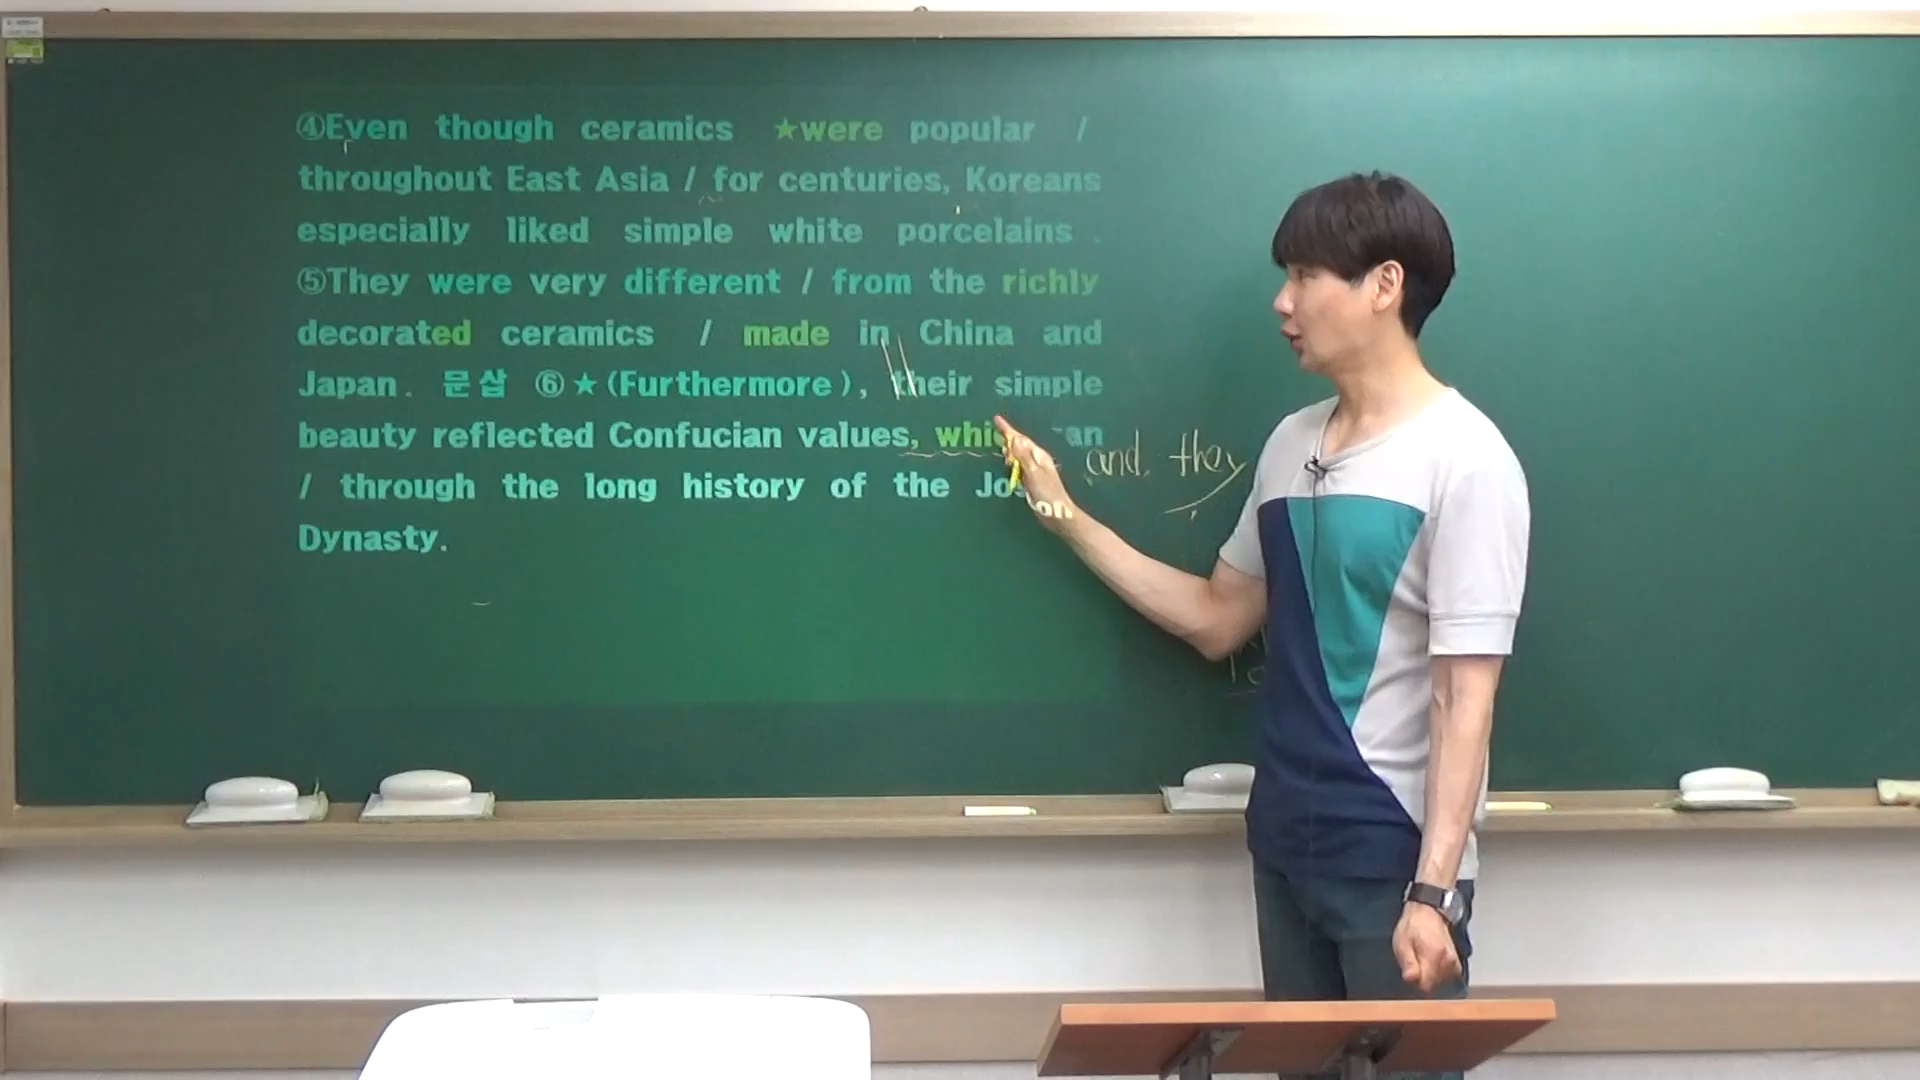 ④Even though ceramics ★were popular /
throughout East Asia / for centuries, Koreans
especially liked simple white porcelains .
⑤They were very different / from the richly
decorated ceramics / made in China and
Japan. 문삽 ⑥★(Furthermore), their simple
beauty reflected Confucian values, an
and, they
/ through the long history of the Joseon
Dynasty.